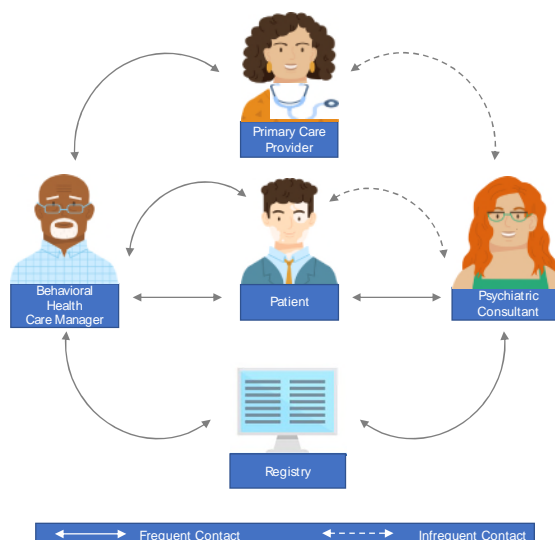 Primary Care
Provider
Behavioral
Health
Care Manager
Patient
Psychiatric
Consultant
Registry
Frequent Contact
Infrequent Contact